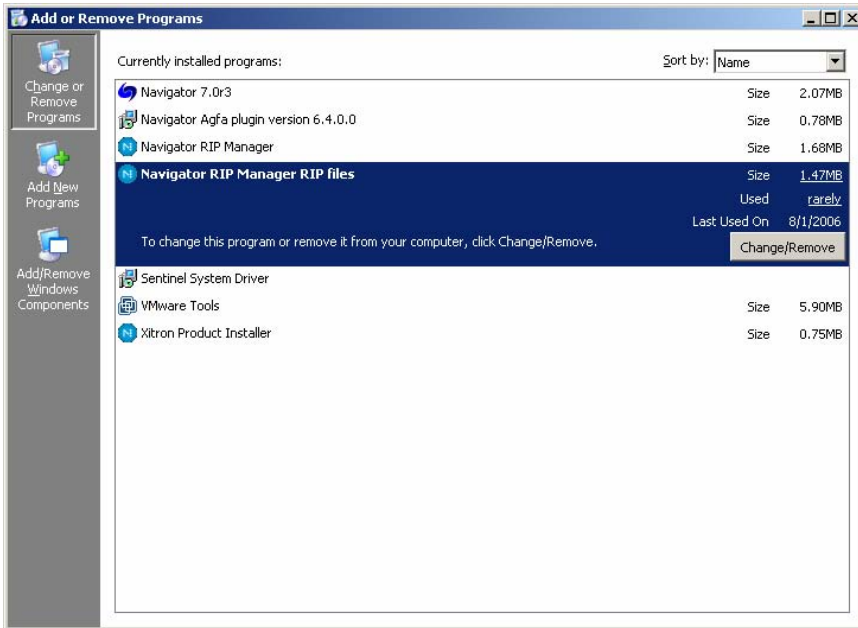 Add or Remove Programs
Change or
Remove
Programs
Add New
Programs
Add/Remove
Windows
Components
Currently installed programs:
Sort by: Name
Navigator 7.0r3 Size 2.07MB
Navigator Agfa plugin version 6.4.0.0 Size 0.78MB
Navigator RIP Manager Size 1.68MB
Navigator RIP Manager RIP files Size 1.47MB
Used rarely
Last Used On 8/1/2006
To change this program or remove it from your computer, click Change/Remove. Change/Remove
Sentinel System Driver
VMware Tools Size 5.90MB
Xitron Product Installer Size 0.75MB